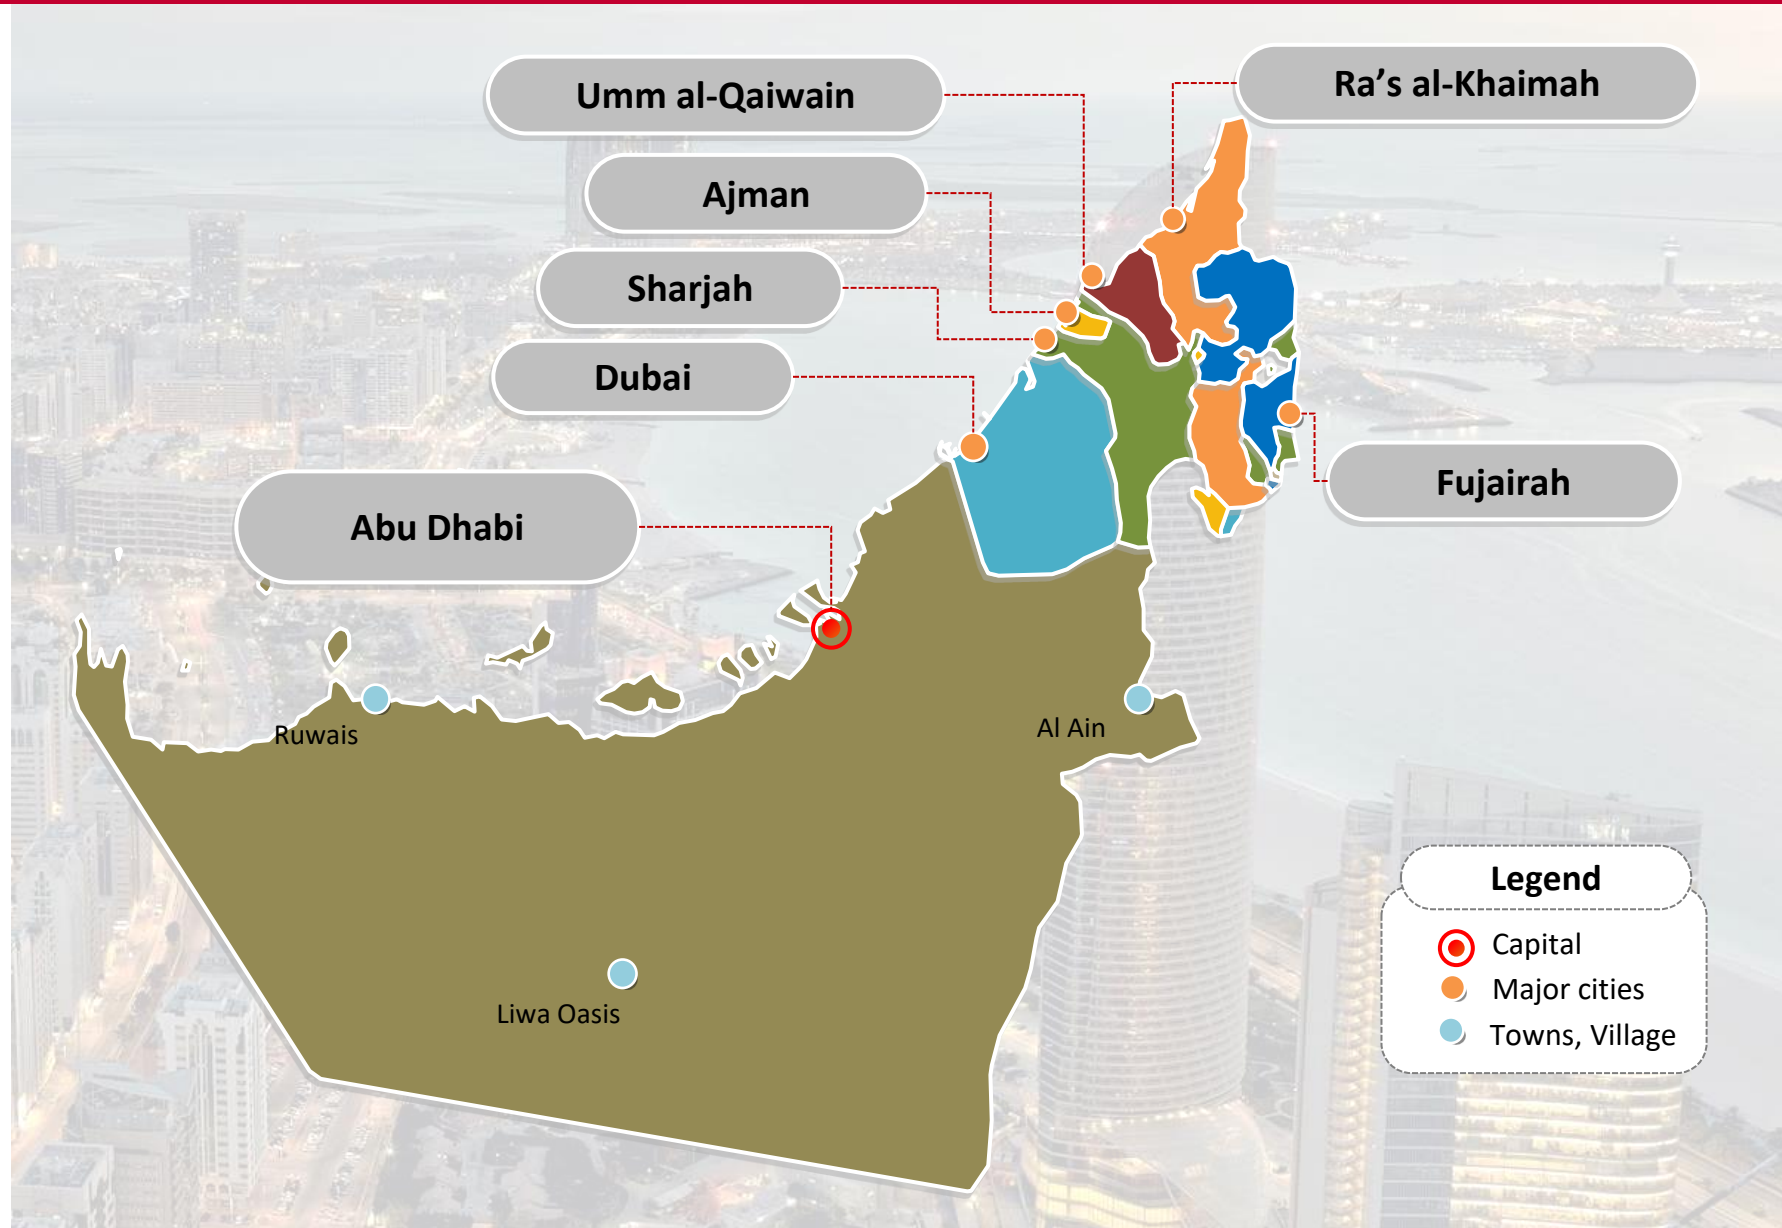 Umm al-Qaiwain
Ra’s al-Khaimah
Ajman
Sharjah
Dubai
Fujairah
Abu Dhabi
Ruwais
Al Ain
Liwa Oasis
Legend
Capital
Major cities
Towns, Village